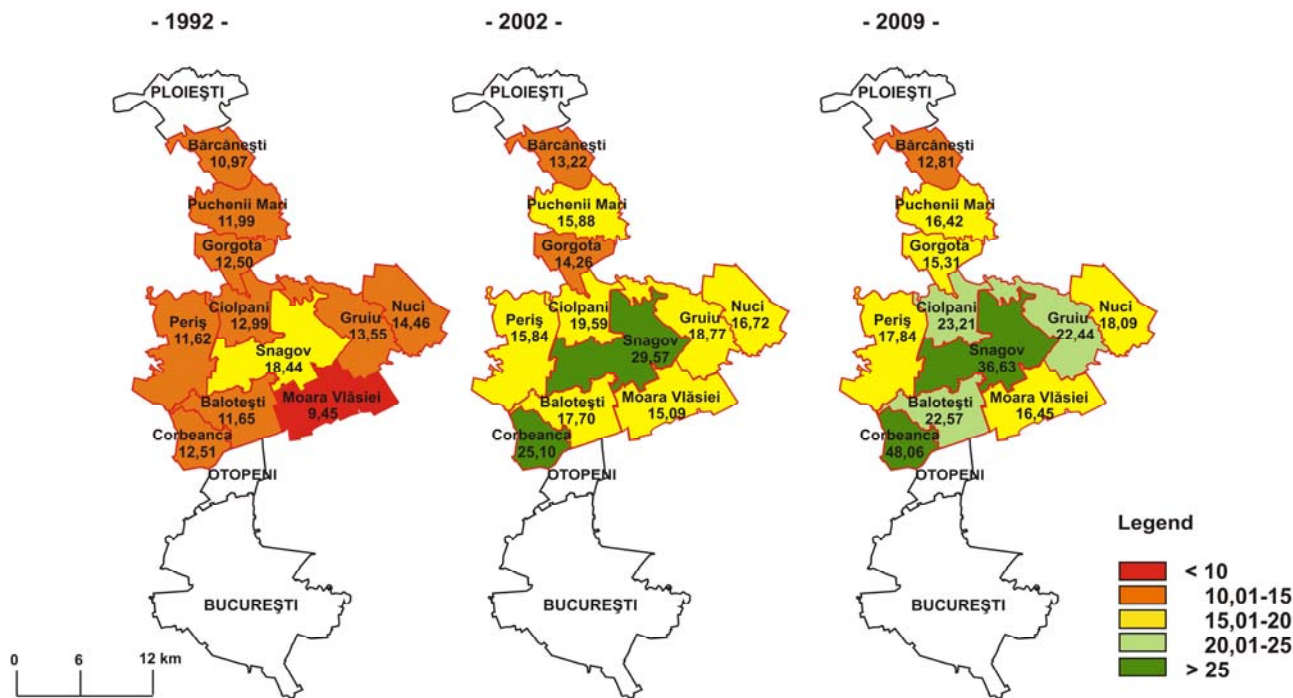 - 1992 -
PLOIEŞTI
Bărcăneşti
10,97
Puchenii Mari
11,99
Gorgota
12,50
Ciolpani
12,99
Periş
11,62
Gruiu
13,55
Nuci
14,46
Snagov
18,44
Moara Vlăsiei
9,45
Baloteşti
11,65
Corbeanca
12,51
OTOPENI
BUCUREŞTI
0 6 12 km
- 2002 -
PLOIEŞTI
Bărcăneşti
13,22
Puchenii Mari
15,88
Gorgota
14,26
Ciolpani
19,59
Periş
15,84
Gruiu
18,77
Nuci
16,72
Snagov
29,57
Moara Vlăsiei
15,09
Baloteşti
17,70
Corbeanca
25,10
OTOPENI
BUCUREŞTI
- 2009 -
PLOIEŞTI
Bărcăneşti
12,81
Puchenii Mari
16,42
Gorgota
15,31
Ciolpani
23,21
Periş
17,84
Gruiu
22,44
Nuci
18,09
Snagov
36,63
Moara Vlăsiei
16,45
Baloteşti
22,57
Corbeanca
48,06
OTOPENI
BUCUREŞTI
Legend
< 10
10,01-15
15,01-20
20,01-25
> 25